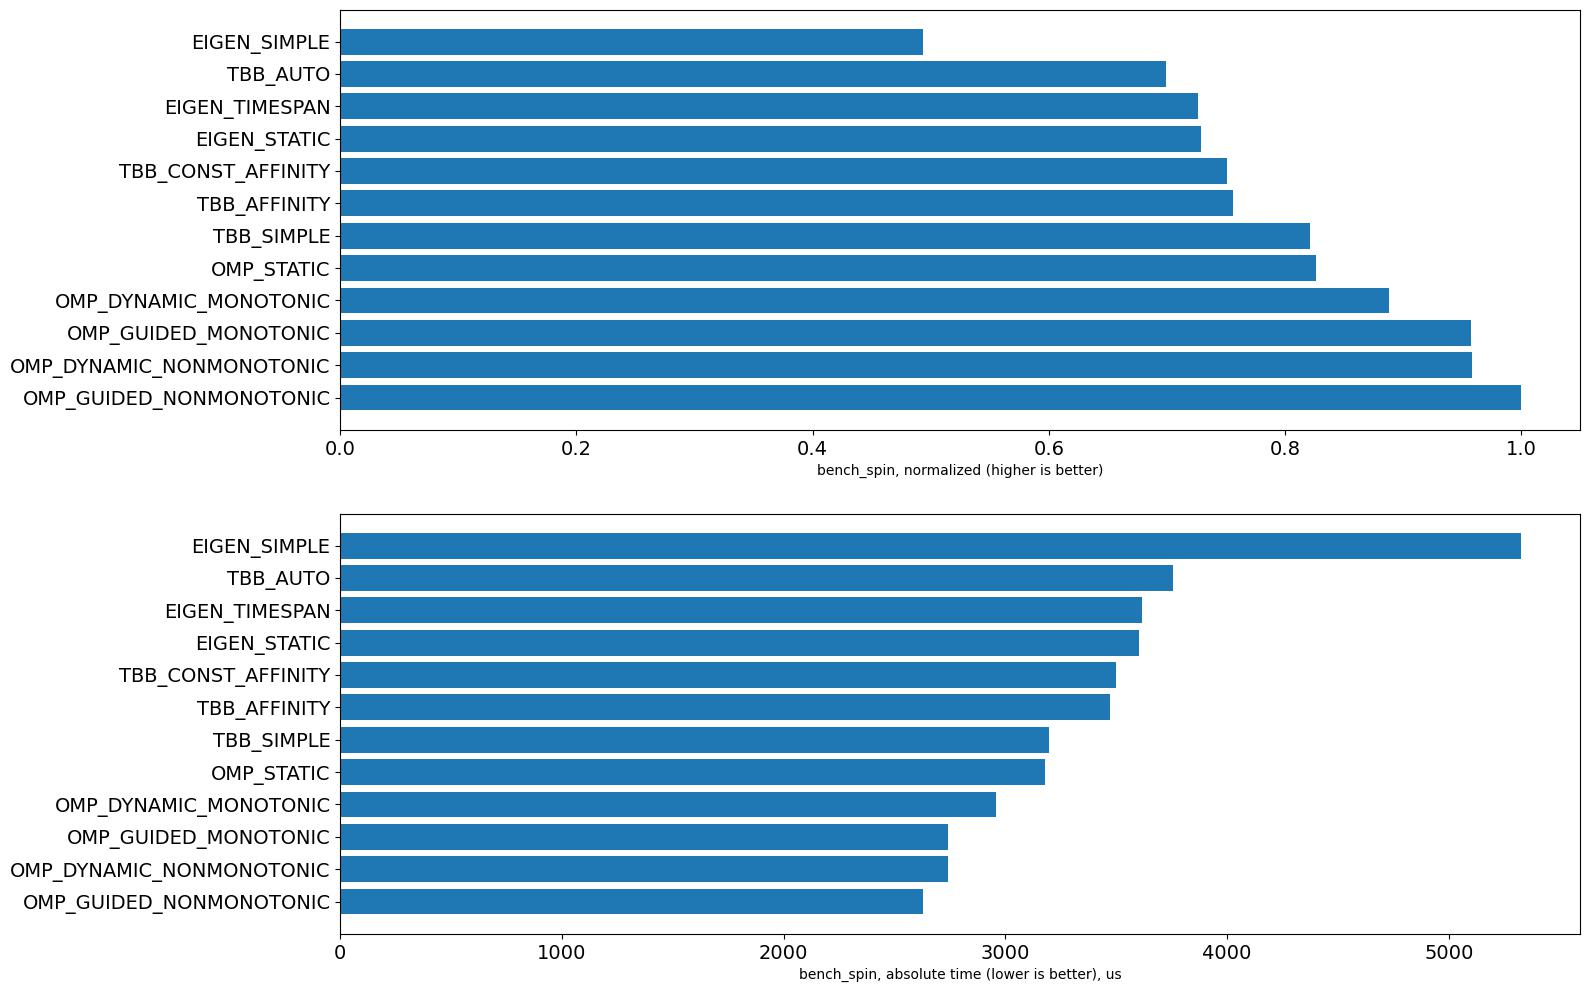 EIGEN_SIMPLE
TBB_AUTO
EIGEN_TIMESPAN
EIGEN_STATIC
TBB_CONST_AFFINITY
TBB_AFFINITY
TBB_SIMPLE
OMP_STATIC
OMP_DYNAMIC_MONOTONIC
OMP_GUIDED_MONOTONIC
OMP_DYNAMIC_NONMONOTONIC
OMP_GUIDED_NONMONOTONIC
0.0 0.2 0.4 0.6 0.8 1.0
bench_spin, normalized (higher is better)
EIGEN_SIMPLE
TBB_AUTO
EIGEN_TIMESPAN
EIGEN_STATIC
TBB_CONST_AFFINITY
TBB_AFFINITY
TBB_SIMPLE
OMP_STATIC
OMP_DYNAMIC_MONOTONIC
OMP_GUIDED_MONOTONIC
OMP_DYNAMIC_NONMONOTONIC
OMP_GUIDED_NONMONOTONIC
0 1000 2000 3000 4000 5000
bench_spin, absolute time (lower is better), us